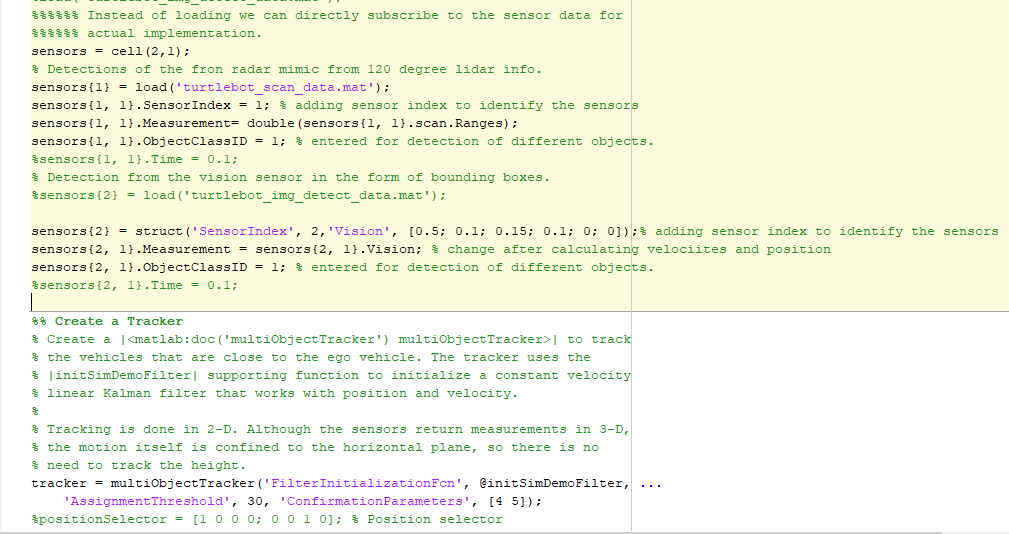 %%%%%% Instead of loading we can directly subscribe to the sensor data for
%%%%%% actual implementation.
sensors = cell(2,1);
% Detections of the fron radar mimic from 120 degree lidar info.
sensors{1} = load('turtlebot_scan_data.mat');
sensors{1, 1}.SensorIndex = 1; % adding sensor index to identify the sensors
sensors{1, 1}.Measurement= double(sensors{1, 1}.scan.Ranges);
sensors{1, 1}.ObjectClassID = 1; % entered for detection of different objects.
%sensors{1, 1}.Time = 0.1;
% Detection from the vision sensor in the form of bounding boxes.
%sensors{2} = load('turtlebot_img_detect_data.mat');
sensors{2} = struct('SensorIndex', 2,'Vision', [0.5; 0.1; 0.15; 0.1; 0; 0]);% adding sensor index to identify the sensors
sensors{2, 1}.Measurement = sensors{2, 1}.Vision; % change after calculating velociites and position
sensors{2, 1}.ObjectClassID = 1; % entered for detection of different objects.
%sensors{2, 1}.Time = 0.1;
%% Create a Tracker
% Create a |<matlab:doc('multiObjectTracker') multiObjectTracker>| to track
% the vehicles that are close to the ego vehicle. The tracker uses the
% |initSimDemoFilter| supporting function to initialize a constant velocity
% linear Kalman filter that works with position and velocity.
%
% Tracking is done in 2-D. Although the sensors return measurements in 3-D,
% the motion itself is confined to the horizontal plane, so there is no
% need to track the height.
tracker = multiObjectTracker('FilterInitializationFcn', @initSimDemoFilter, ...
'AssignmentThreshold', 30, 'ConfirmationParameters', [4 5]);
%positionSelector = [1 0 0 0; 0 0 1 0]; % Position selector